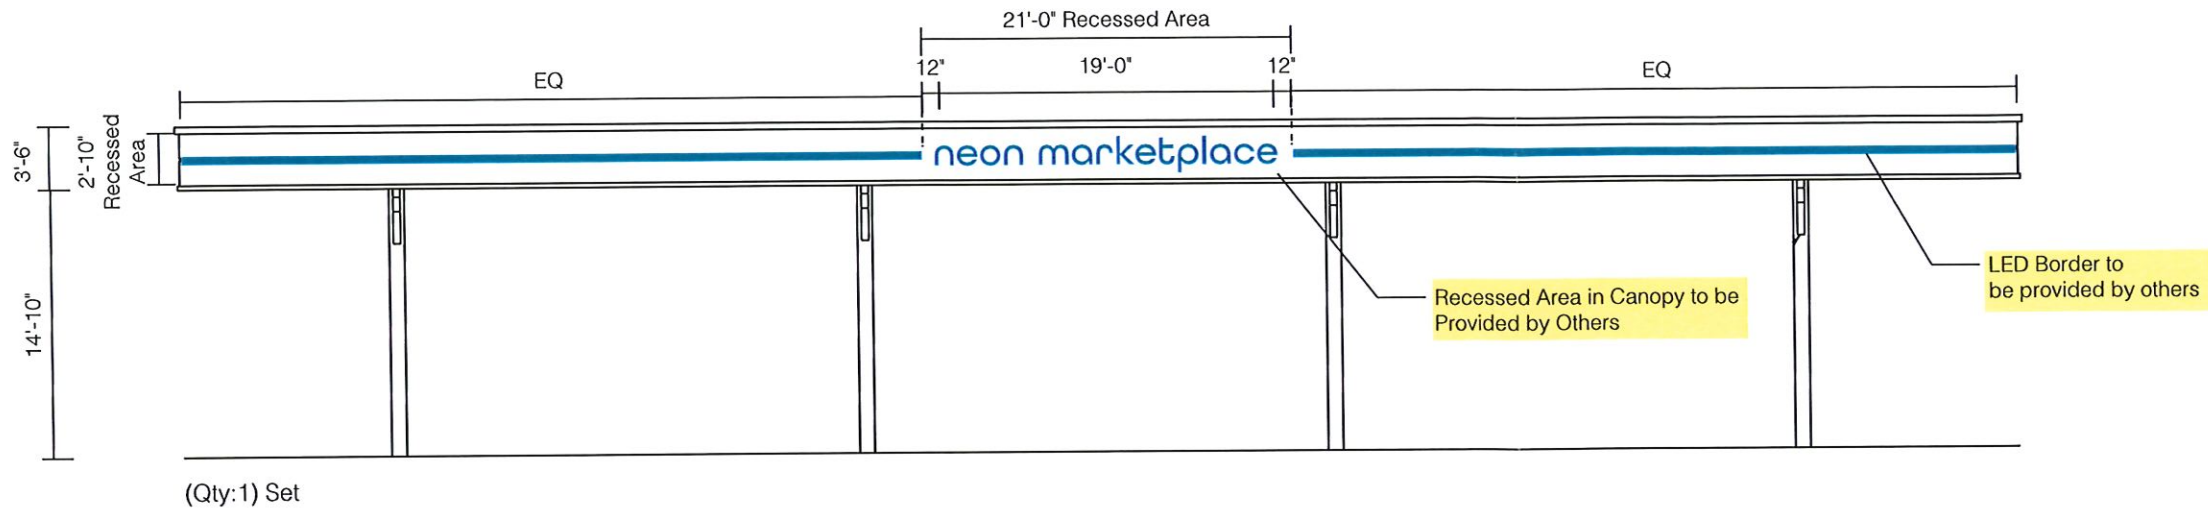 21'-0" Recessed Area
12"
19'-0"
12"
EQ
EQ
3'-6"
2'-10"
Recessed
Area
neon marketplace
14'-10"
Recessed Area in Canopy to be
Provided by Others
LED Border to
be provided by others
(Qty:1) Set